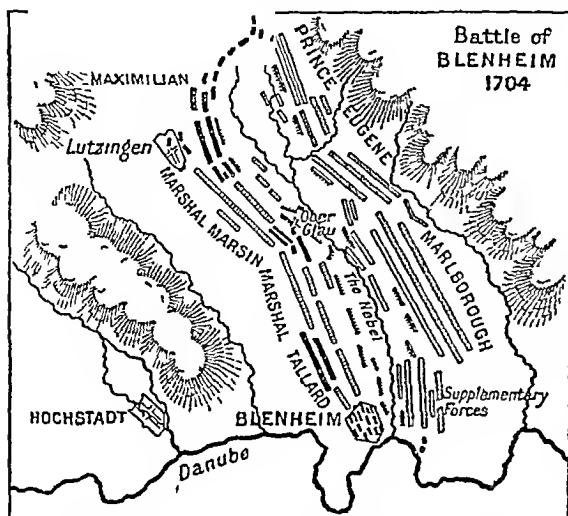 Battle of
BLENHEIM
1704
PRINCE EUGENE
MAXIMILIAN
Lutzingen
MARSHAL MARSIN
Ober
Glau
MARLBOROUGH
MARSHAL TALLARD
The Nebel
Supplementary
Forces
HOCHSTADT
BLENHEIM
Danube